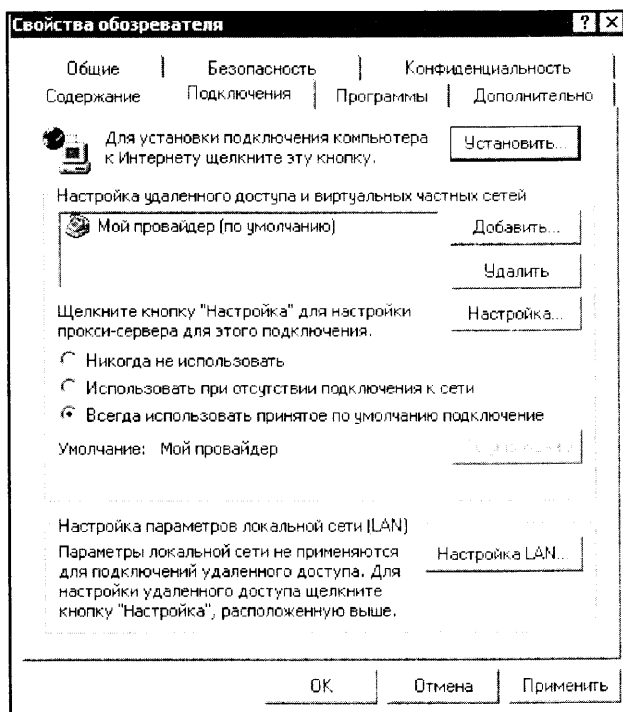 Свойства обозревателя
Общие Безопасность Конфиденциальность
Содержание Подключения Программы Дополнительно
Для установки подключения компьютера
к Интернету щелкните эту кнопку.
Установить...
Настройка удаленного доступа и виртуальных частных сетей
Мой провайдер (по умолчанию)
Добавить...
Удалить
Щелкните кнопку "Настройка" для настройки
прокси-сервера для этого подключения.
Настройка...
Никогда не использовать
Использовать при отсутствии подключения к сети
Всегда использовать принятое по умолчанию подключение
Умолчание: Мой провайдер
Настройка параметров локальной сети (LAN)
Параметры локальной сети не применяются
для подключений удаленного доступа. Для
настройки удаленного доступа щелкните
кнопку "Настройка", расположенную выше.
Настройка LAN...
OK Отмена Применить